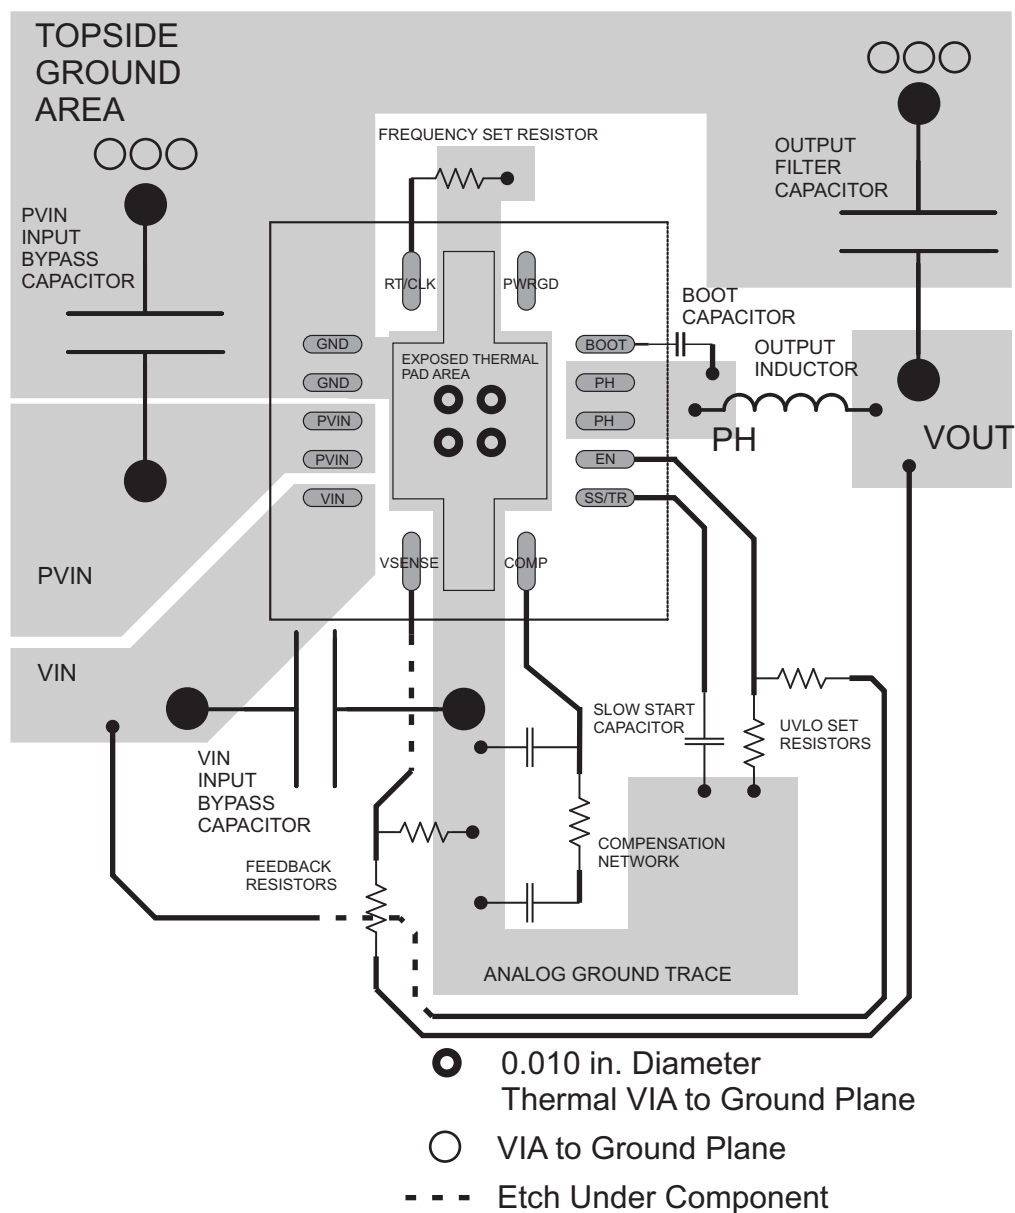 TOPSIDE
GROUND
AREA
FREQUENCY SET RESISTOR
OUTPUT
FILTER
CAPACITOR
PVIN
INPUT
BYPASS
CAPACITOR
RT/CLK
PWRGD
BOOT
CAPACITOR
GND
BOOT
OUTPUT
INDUCTOR
EXPOSED THERMAL
PAD AREA
GND
PH
PVIN
PH
PH
VOUT
PVIN
EN
VIN
SS/TR
VSENSE
COMP
PVIN
VIN
SLOW START
CAPACITOR
UVLO SET
RESISTORS
VIN
INPUT
BYPASS
CAPACITOR
COMPENSATION
NETWORK
FEEDBACK
RESISTORS
ANALOG GROUND TRACE
0.010 in. Diameter
Thermal VIA to Ground Plane
VIA to Ground Plane
Etch Under Component